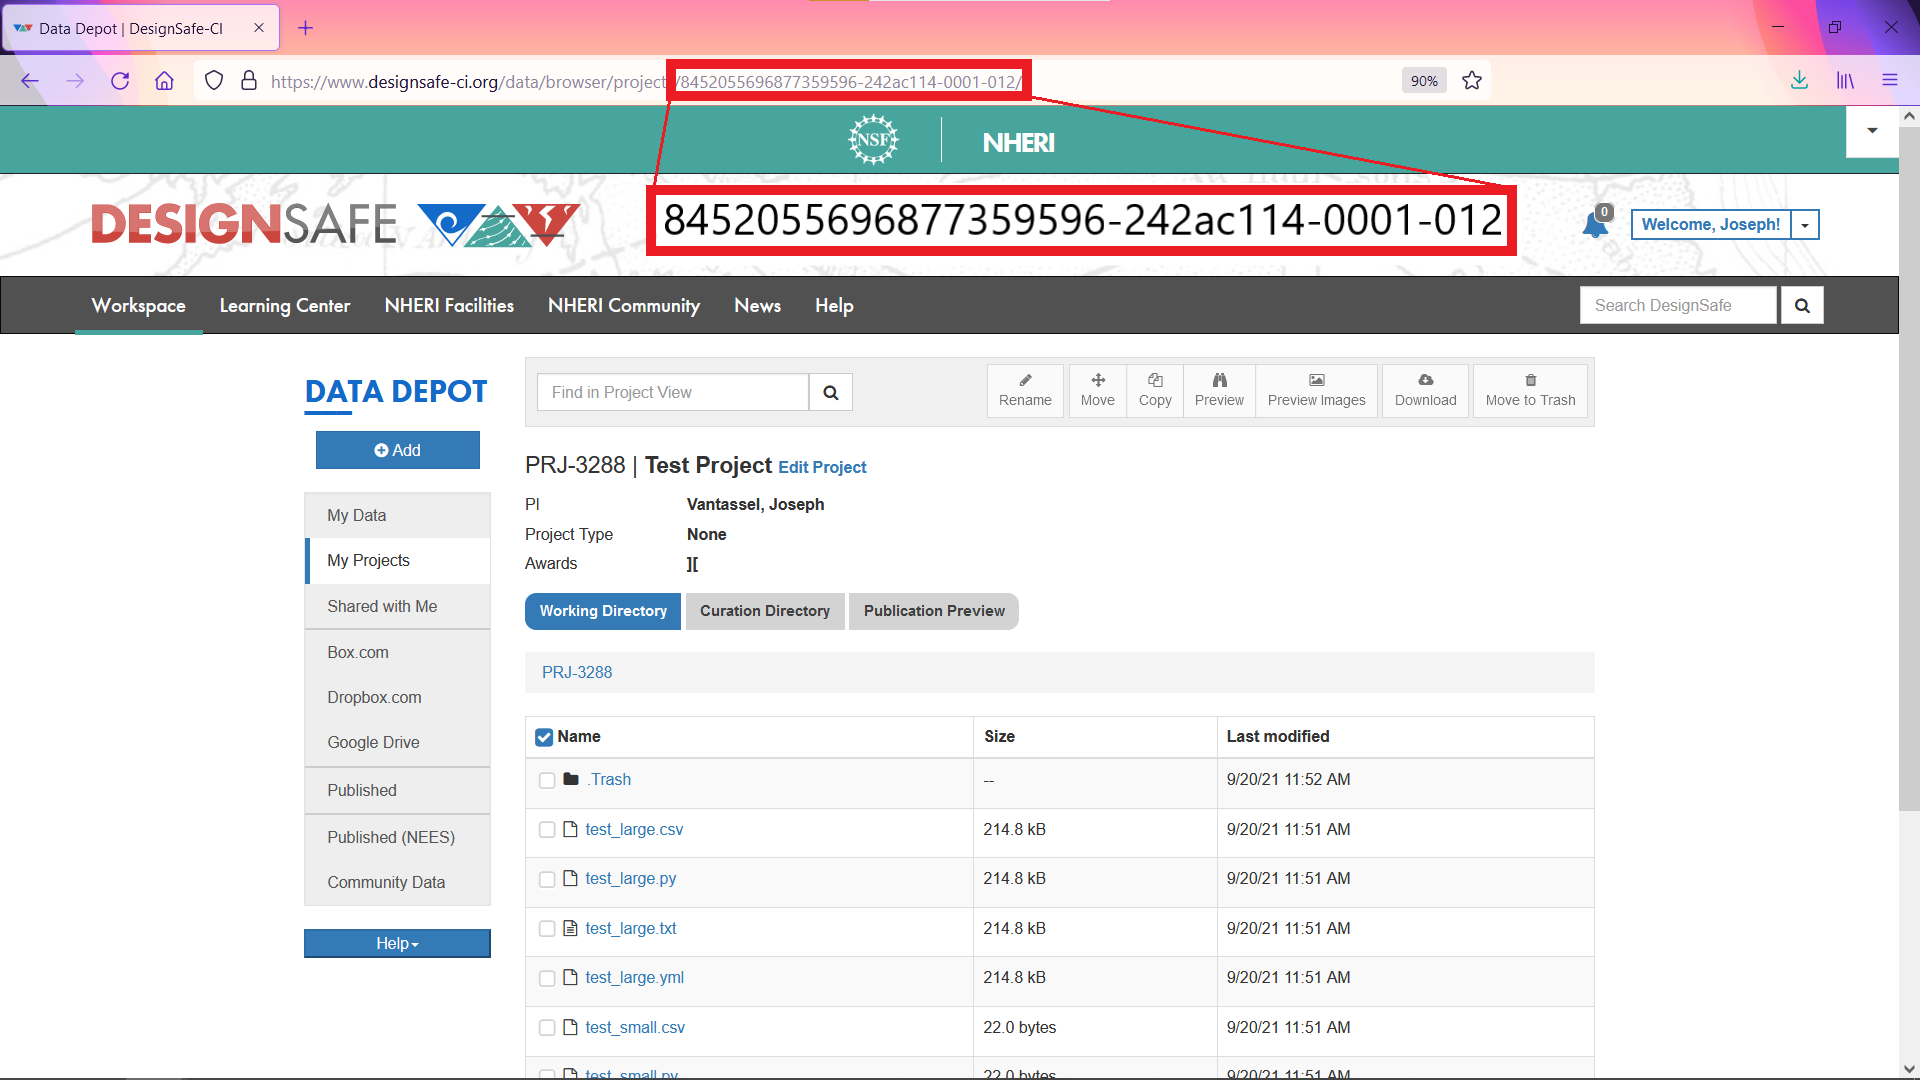 Data Depot | DesignSafe-CI
https://www.designsafe-ci.org/data/browser/project /8452055696877359596-242ac114-0001-012/
90%
NSF
NHERI
DESIGNSAFE
8452055696877359596-242ac114-0001-012
0
Welcome, Joseph!
Workspace
Learning Center
NHERI Facilities
NHERI Community
News
Help
Search DesignSafe
DATA DEPOT
Add
My Data
My Projects
Shared with Me
Box.com
Dropbox.com
Google Drive
Published
Published (NEES)
Community Data
Help
Find in Project View
Rename
Move
Copy
Preview
Preview Images
Download
Move to Trash
PRJ-3288 | Test Project Edit Project
PI Vantassel, Joseph
Project Type None
Awards ][
Working Directory
Curation Directory
Publication Preview
PRJ-3288
Name Size Last modified
.Trash -- 9/20/21 11:52 AM
test_large.csv 214.8 kB 9/20/21 11:51 AM
test_large.py 214.8 kB 9/20/21 11:51 AM
test_large.txt 214.8 kB 9/20/21 11:51 AM
test_large.yml 214.8 kB 9/20/21 11:51 AM
test_small.csv 22.0 bytes 9/20/21 11:51 AM
test_small.py 22.0 bytes 9/20/21 11:51 AM